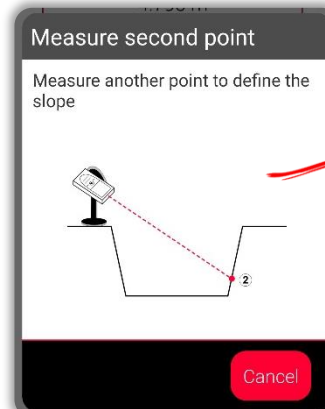 Measure second point
Measure another point to define the
slope
2
Cancel